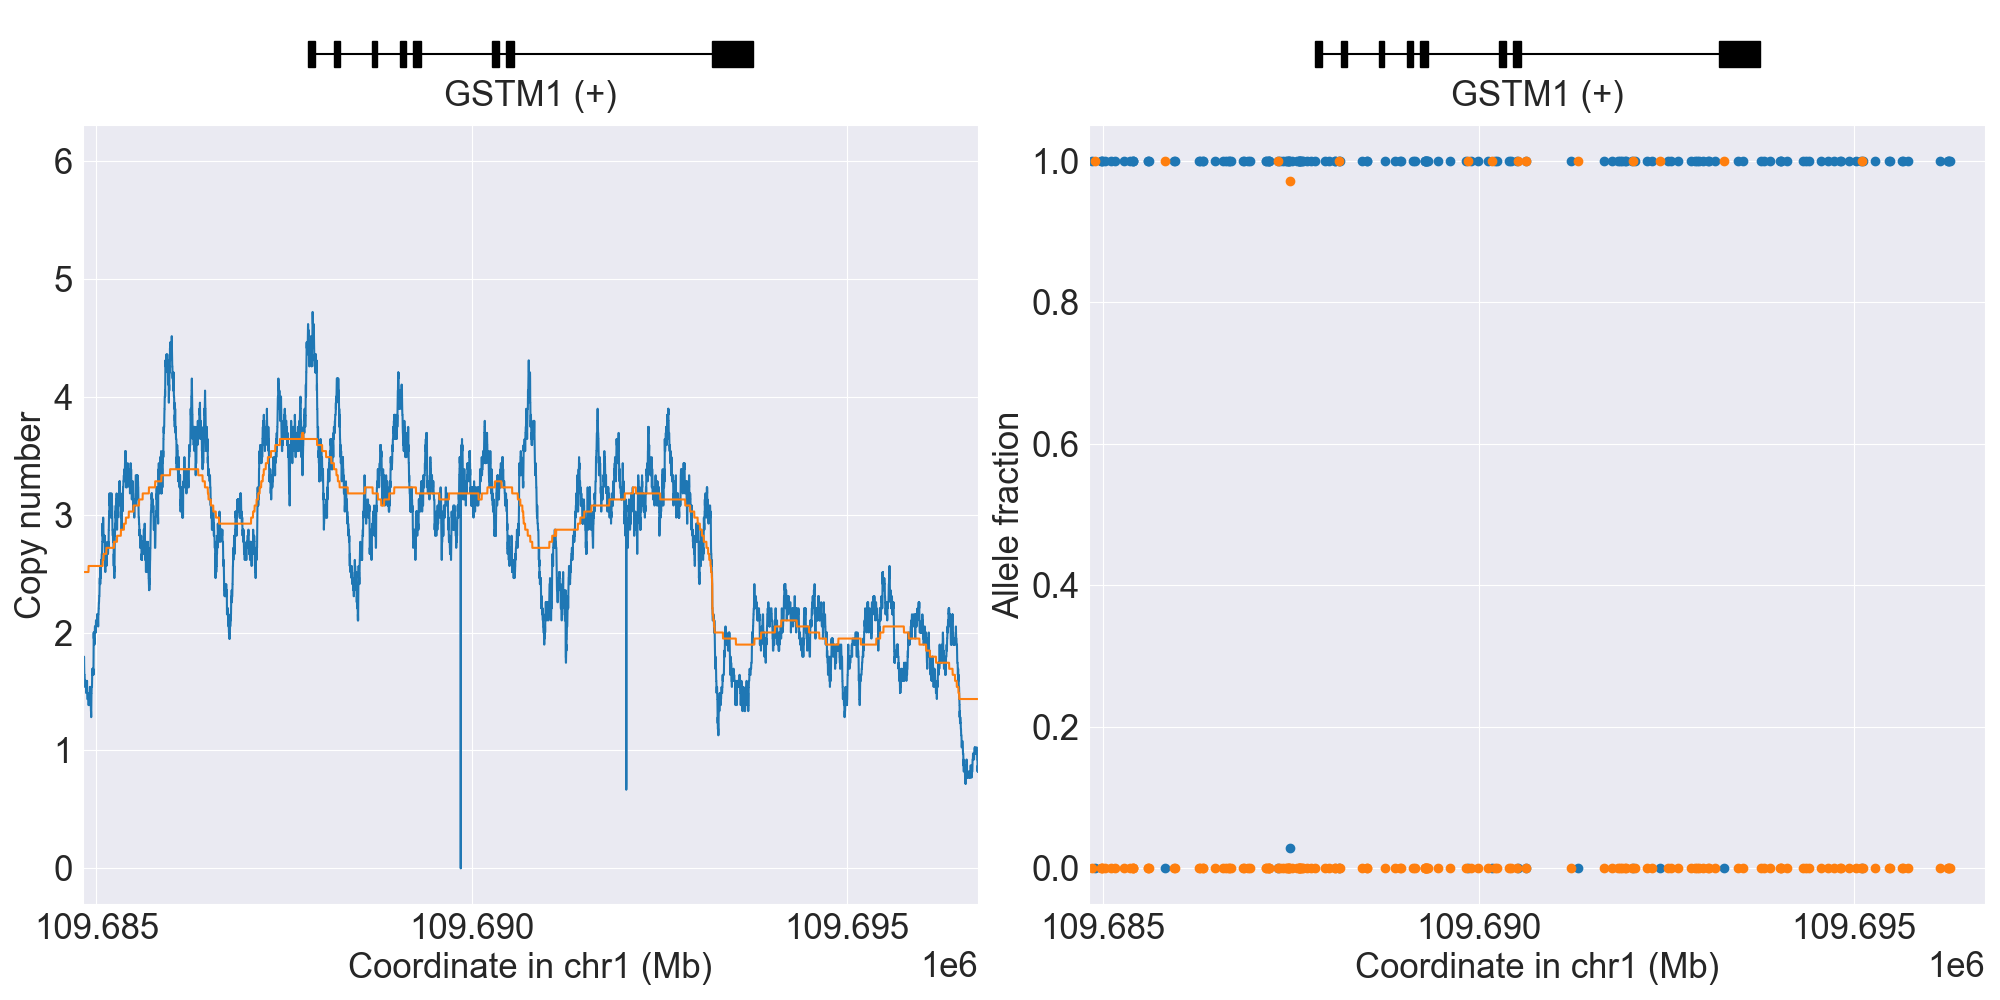 GSTM1 (+)
6
5
4
3
2
1
0
Copy number
109.685
109.690
109.695
1e6
Coordinate in chr1 (Mb)
GSTM1 (+)
1.0
0.8
0.6
0.4
0.2
0.0
Allele fraction
109.685
109.690
109.695
1e6
Coordinate in chr1 (Mb)